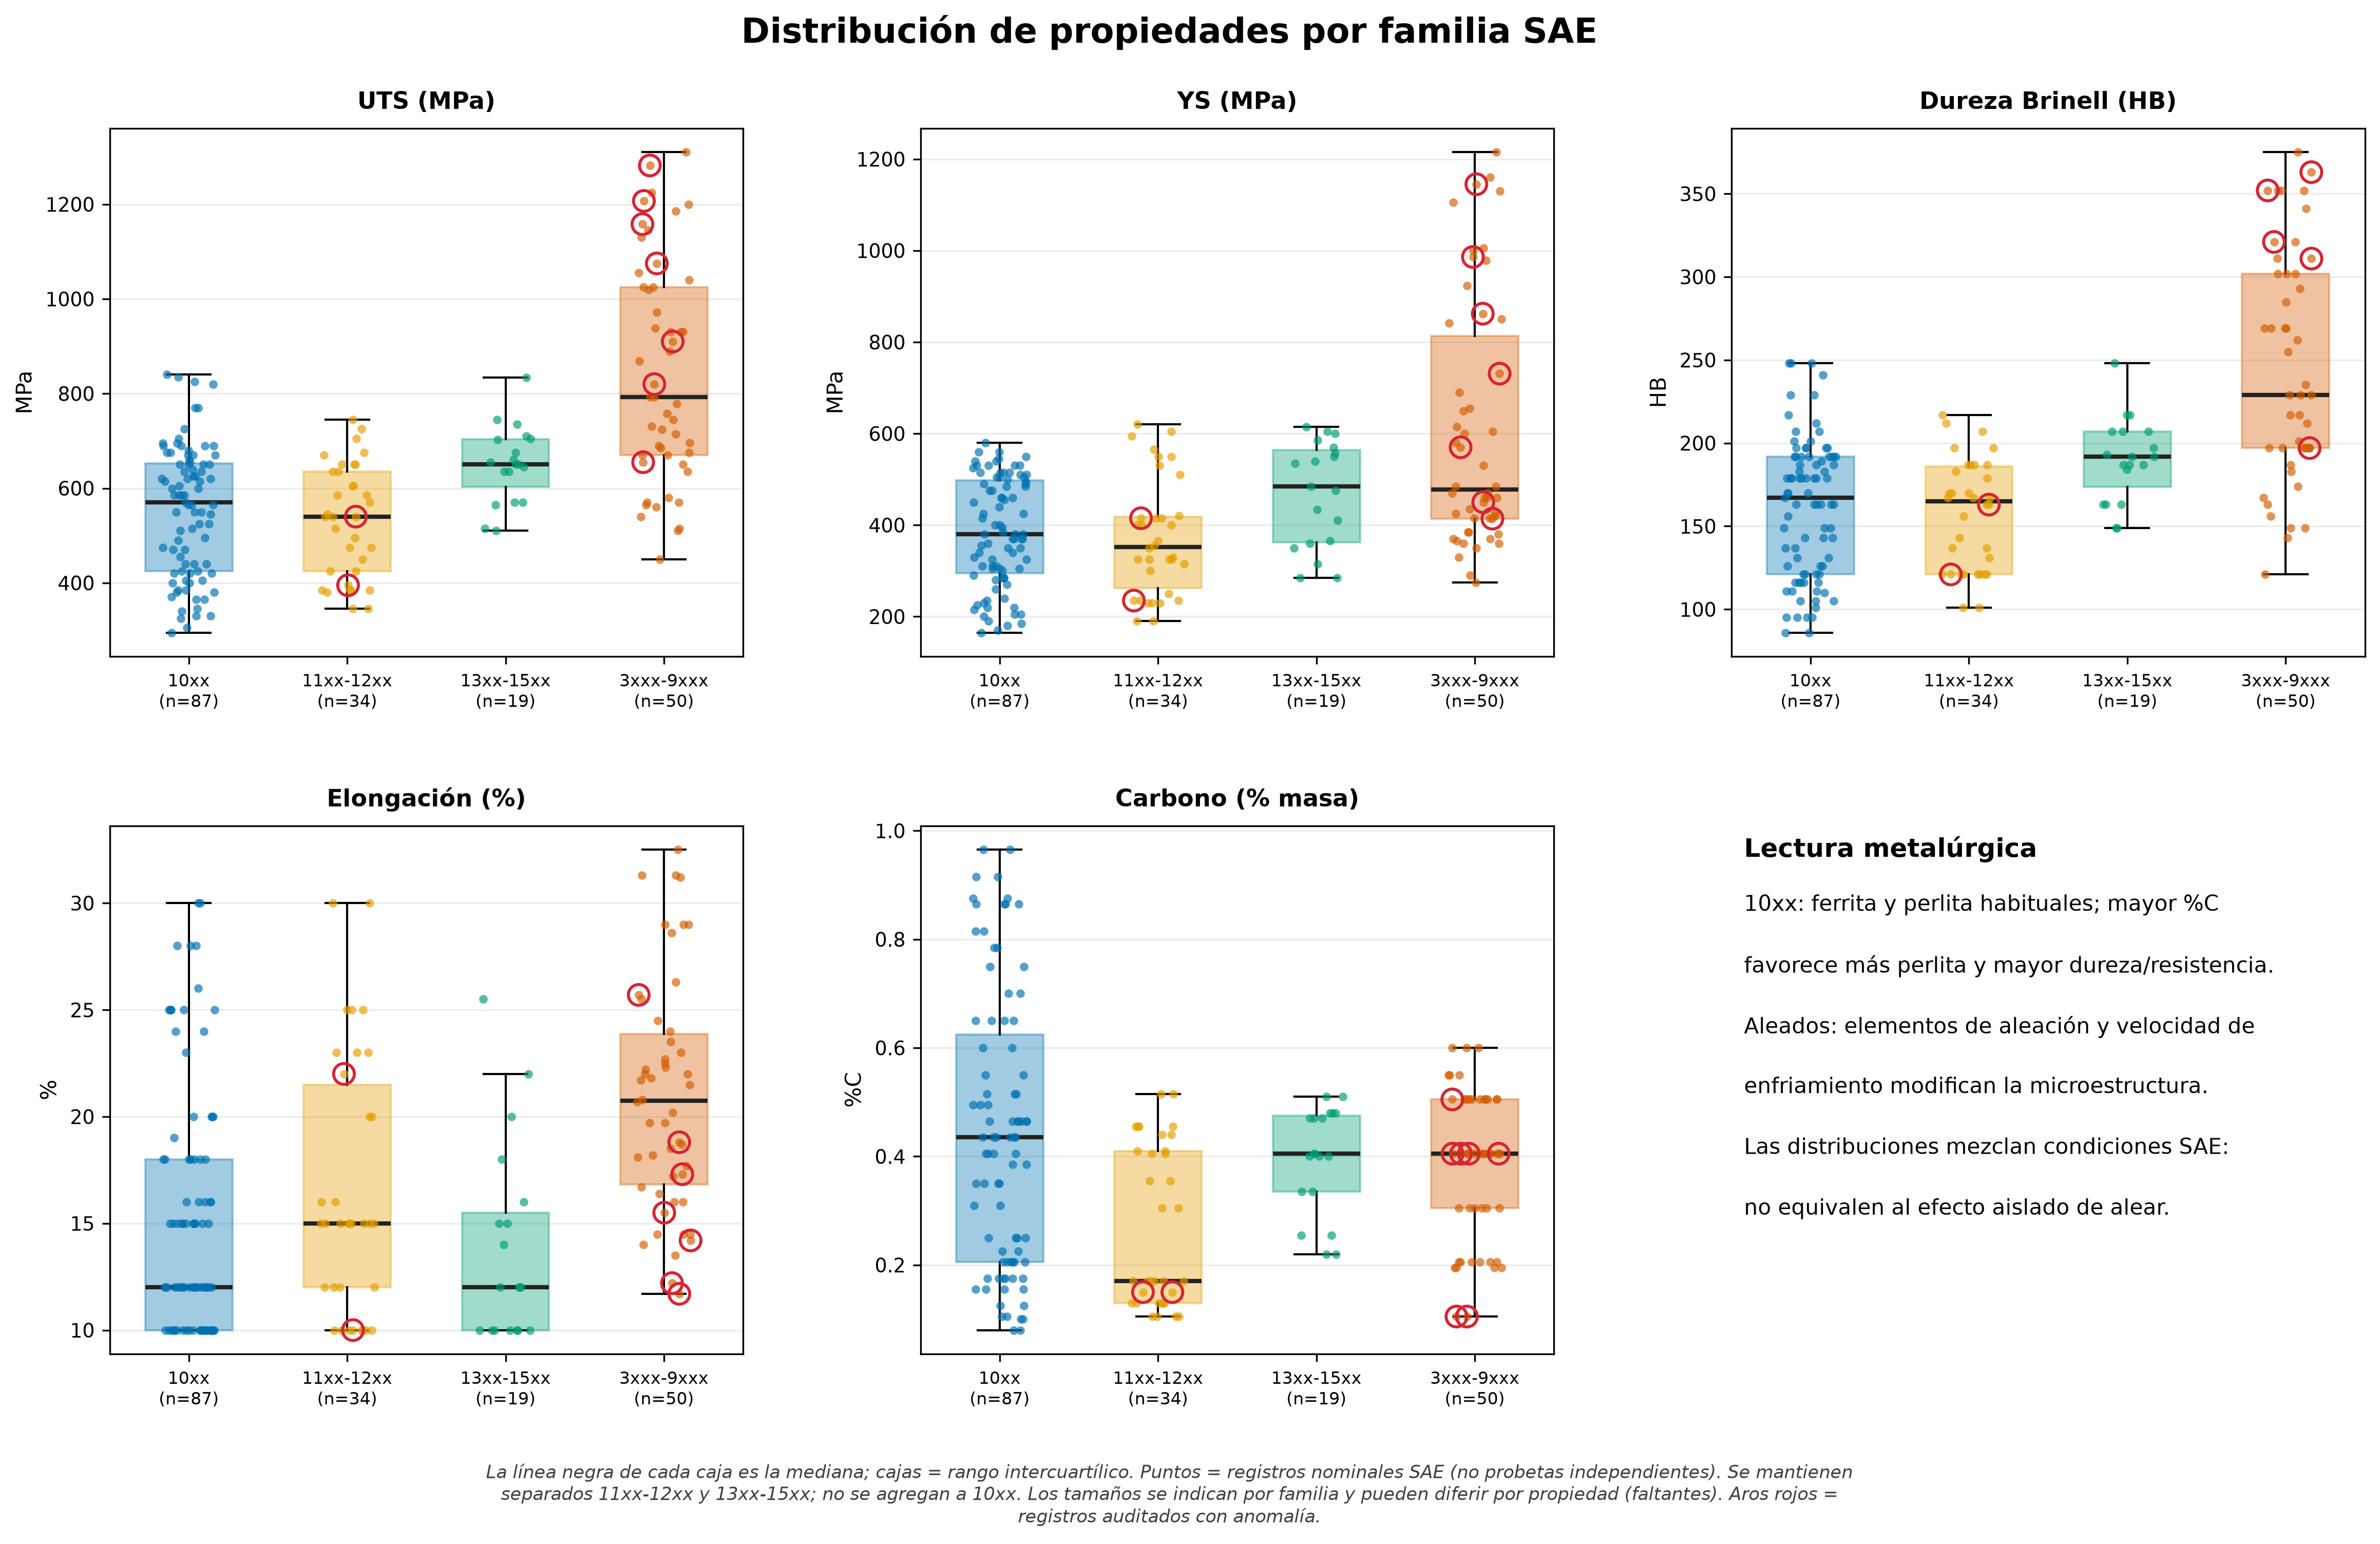 Distribución de propiedades por familia SAE
UTS (MPa)
MPa
1200
1000
800
600
400
10xx
(n=87)
11xx-12xx
(n=34)
13xx-15xx
(n=19)
3xxx-9xxx
(n=50)
YS (MPa)
MPa
1200
1000
800
600
400
200
10xx
(n=87)
11xx-12xx
(n=34)
13xx-15xx
(n=19)
3xxx-9xxx
(n=50)
Dureza Brinell (HB)
HB
350
300
250
200
150
100
10xx
(n=87)
11xx-12xx
(n=34)
13xx-15xx
(n=19)
3xxx-9xxx
(n=50)
Elongación (%)
%
30
25
20
15
10
10xx
(n=87)
11xx-12xx
(n=34)
13xx-15xx
(n=19)
3xxx-9xxx
(n=50)
Carbono (% masa)
%C
1.0
0.8
0.6
0.4
0.2
10xx
(n=87)
11xx-12xx
(n=34)
13xx-15xx
(n=19)
3xxx-9xxx
(n=50)
Lectura metalúrgica
10xx: ferrita y perlita habituales; mayor %C
favorece más perlita y mayor dureza/resistencia.
Aleados: elementos de aleación y velocidad de
enfriamiento modifican la microestructura.
Las distribuciones mezclan condiciones SAE:
no equivalen al efecto aislado de alear.
La línea negra de cada caja es la mediana; cajas = rango intercuartílico. Puntos = registros nominales SAE (no probetas independientes). Se mantienen
separados 11xx-12xx y 13xx-15xx; no se agregan a 10xx. Los tamaños se indican por familia y pueden diferir por propiedad (faltantes). Aros rojos =
registros auditados con anomalía.